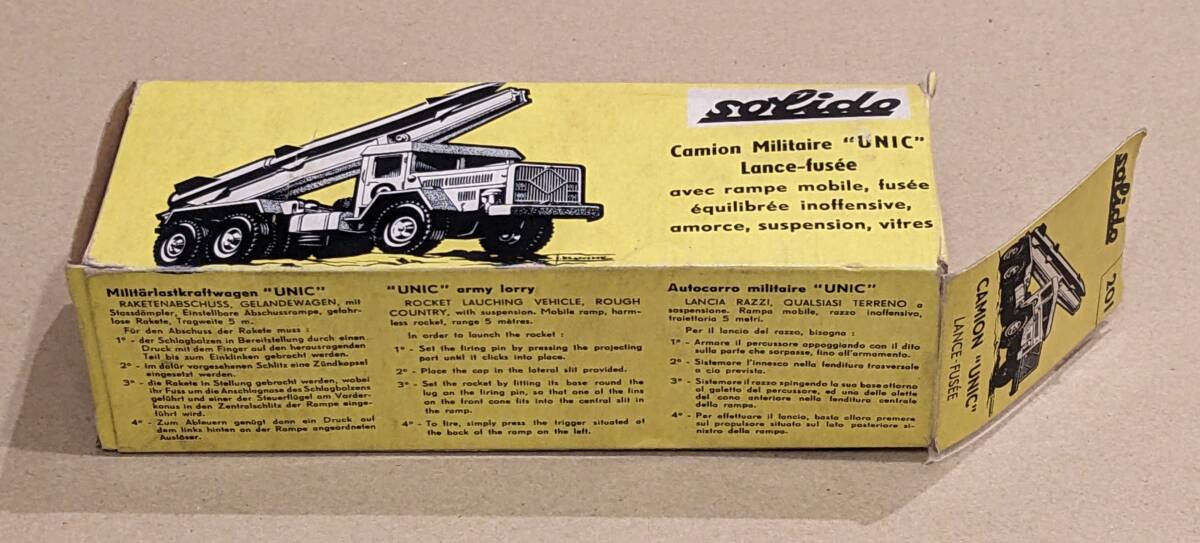 solido
Camion Militaire "UNIC"
Lance-fusée
avec rampe mobile, fusée
équilibrée inoffensive,
amorce, suspension, vitres
Militärlastkraftwagen "UNIC"
RAKETENABSCHUSS, GELANDEWAGEN, mit
Stossdämpfer, Einstellbare Abschussrampe, gefahr-
lose Rakete, Tragweite 5 m.
Für den Abschuss der Rakete muss :
1° - der Schlagbolzen in Bereitstellung durch einen
Druck mit dem Finger auf den herausragenden
Teil bis zum Einklinken gebracht werden.
2° - Im dafür vorgesehenen Schlitz eine Zündkapsel
eingesetzt werden.
3° - die Rakete in Stellung gebracht werden, wobei
ihr Fuss um die Anschlagnase des Schlagbolzens
geführt und einer der Steuerflügel am Vorder-
konus in den Zentralschlitz der Rampe einge-
führt wird.
4° - Zum Abfeuern genügt dann ein Druck auf
dem links hinten an der Rampe angeordneten
Auslöser.
"UNIC" army lorry
ROCKET LAUCHING VEHICLE, ROUGH
COUNTRY, with suspension. Mobile ramp, harm-
less rocket, range 5 mètres.
In order to launch the rocket :
1° - Set the firing pin by pressing the projecting
part until it clicks into place.
2° - Place the cap in the lateral slit provided.
3° - Set the rocket by fitting its base round the
lug on the firing pin, so that one of the fins
on the front cone fits into the central slit in
the ramp.
4° - To fire, simply press the trigger situated at
the back of the ramp on the left.
Autocarro militaire "UNIC"
LANCIA RAZZI, QUALSIASI TERRENO a
sospensione. Rampa mobile, razzo inoffensivo,
traiettoria 5 metri.
Per il lancio del razzo, bisogna :
1° - Armare il percussore appoggiando con il dito
sulla parte che sorpasse, fino all'armamento.
2° - Sistemare l'innesco nella fenditura trasversale
a cio prevista.
3° - Sistemare il razzo spingendo la sua base attorno
al galetto del percussore, ed una delle alette
del cono anteriore nella fenditura centrale
della rampa.
4° - Per effettuare il lancio, basta allora premere
sul propulsore situato sul lato posteriore si-
nistro della rampa.
solido
201
CAMION "UNIC"
LANCE-FUSÉE